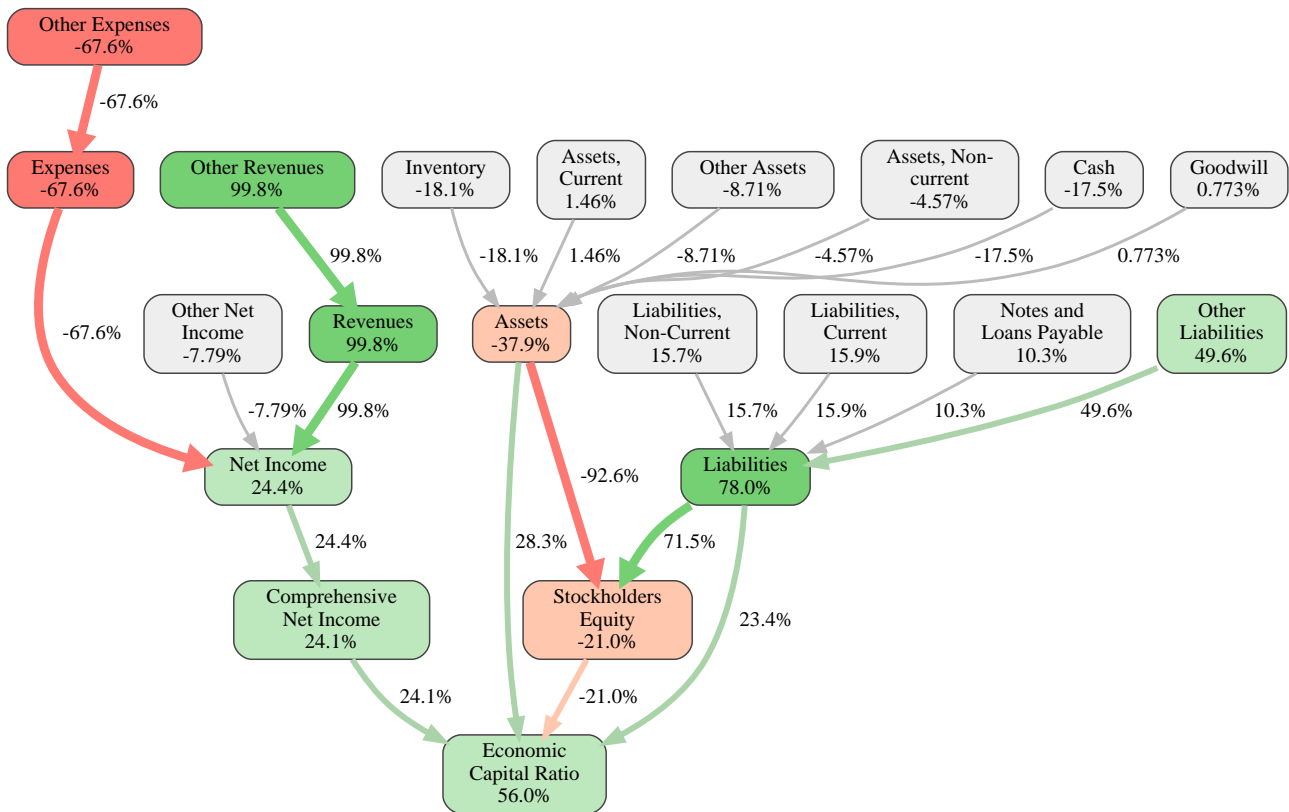 Other Expenses
-67.6%
-67.6%
Expenses
-67.6%
Other Revenues
99.8%
Inventory
-18.1%
Assets,
Current
1.46%
Other Assets
-8.71%
Assets, Non-
current
-4.57%
Cash
-17.5%
Goodwill
0.773%
99.8%
-18.1%
1.46%
-8.71%
-4.57%
-17.5%
0.773%
-67.6%
Other Net
Income
-7.79%
Revenues
99.8%
Assets
-37.9%
Liabilities,
Non-Current
15.7%
Liabilities,
Current
15.9%
Notes and
Loans Payable
10.3%
Other
Liabilities
49.6%
-7.79%
99.8%
15.7%
15.9%
10.3%
49.6%
Net Income
24.4%
-92.6%
Liabilities
78.0%
24.4%
28.3%
71.5%
Comprehensive
Net Income
24.1%
Stockholders
Equity
-21.0%
23.4%
24.1%
-21.0%
Economic
Capital Ratio
56.0%